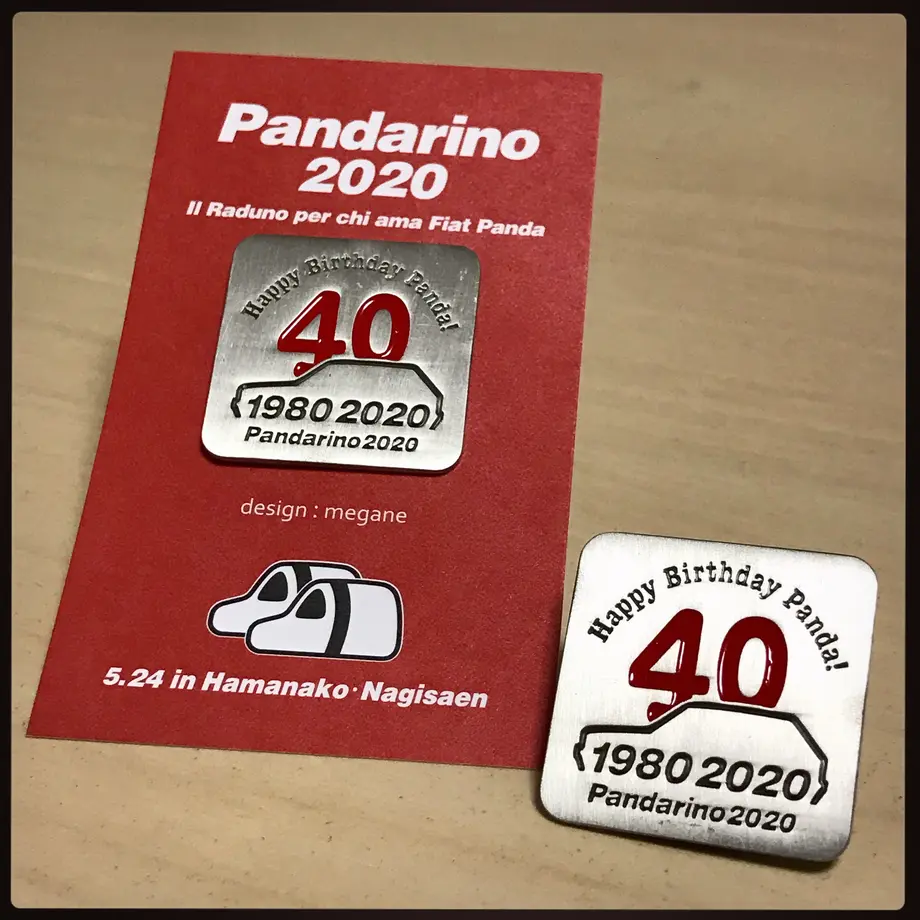 Pandarino
2020
Il Raduno per chi ama Fiat Panda
Happy Birthday Panda!
40
1980 2020
Pandarino2020
design : megane
5.24 in Hamanako・Nagisaen
Happy Birthday Panda!
40
1980 2020
Pandarino2020